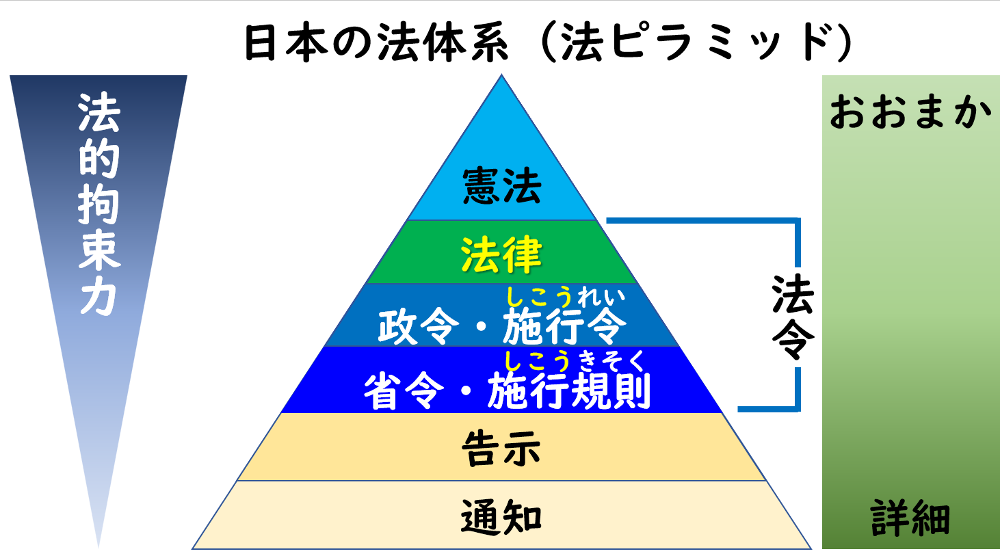 日本の法体系（法ピラミッド）
法的拘束力
憲法
法律
しこうれい
政令・施行令
しこうきそく
省令・施行規則
告示
通知
法令
おおまか
詳細